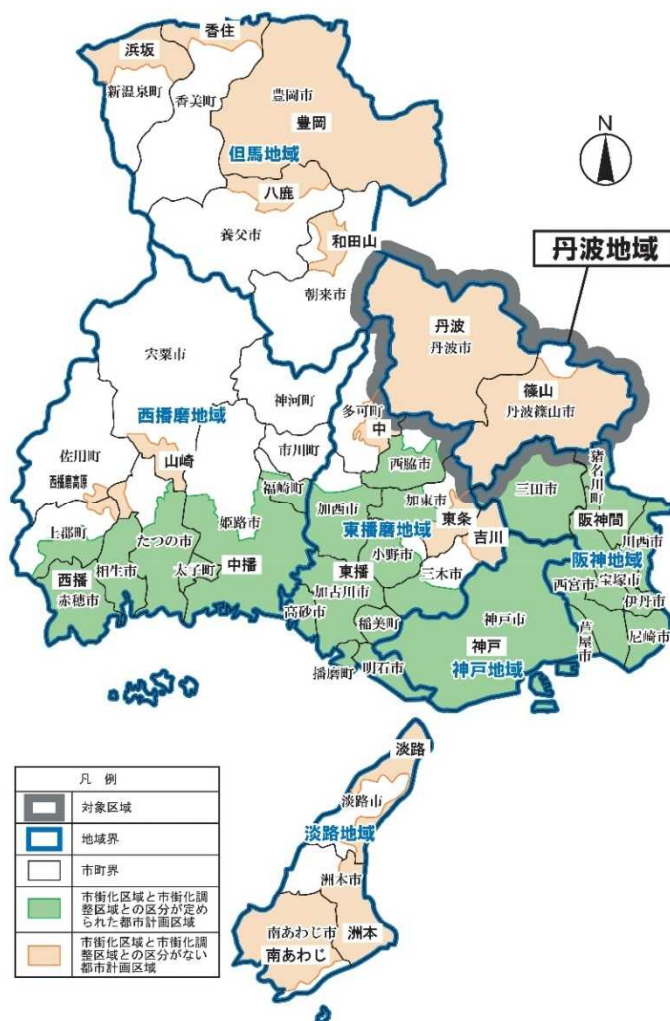 香住
浜坂
新温泉町
香美町
豊岡市
豊岡
但馬地域
八鹿
養父市
和田山
朝来市
N
丹波地域
丹波
丹波市
篠山
丹波篠山市
宍粟市
神河町
西播磨地域
市川町
多可町
中
佐用町
西播磨高原
山崎
福崎町
西脇市
上郡町
姫路市
加西市
加東市
東条
吉川
三田市
猪名川町
東播磨地域
阪神間
川西市
たつの市
小野市
三木市
阪神地域
西播
相生市
太子町
中播
東播
赤穂市
加古川市
西宮市
宝塚市
伊丹市
高砂市
稲美町
神戸市
神戸
神戸地域
芦屋市
尼崎市
播磨町
明石市
淡路
淡路市
淡路地域
洲本市
洲本
南あわじ市
南あわじ
凡 例
対象区域
地域界
市町界
市街化区域と市街化調
整区域との区分が定め
られた都市計画区域
市街化区域と市街化調
整区域との区分がない
都市計画区域